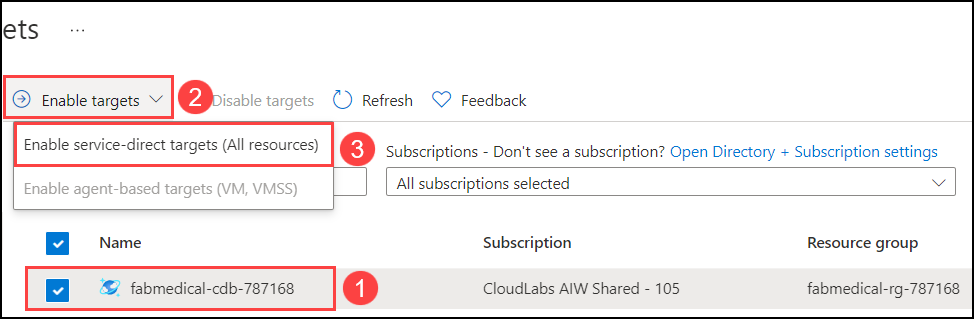 ets ...
Enable targets 2 Disable targets Refresh Feedback
Enable service-direct targets (All resources) 3
Enable agent-based targets (VM, VMSS)
Subscriptions - Don't see a subscription? Open Directory + Subscription settings
All subscriptions selected
Name Subscription Resource group
fabmedical-cdb-787168 1 CloudLabs AIW Shared - 105 fabmedical-rg-787168